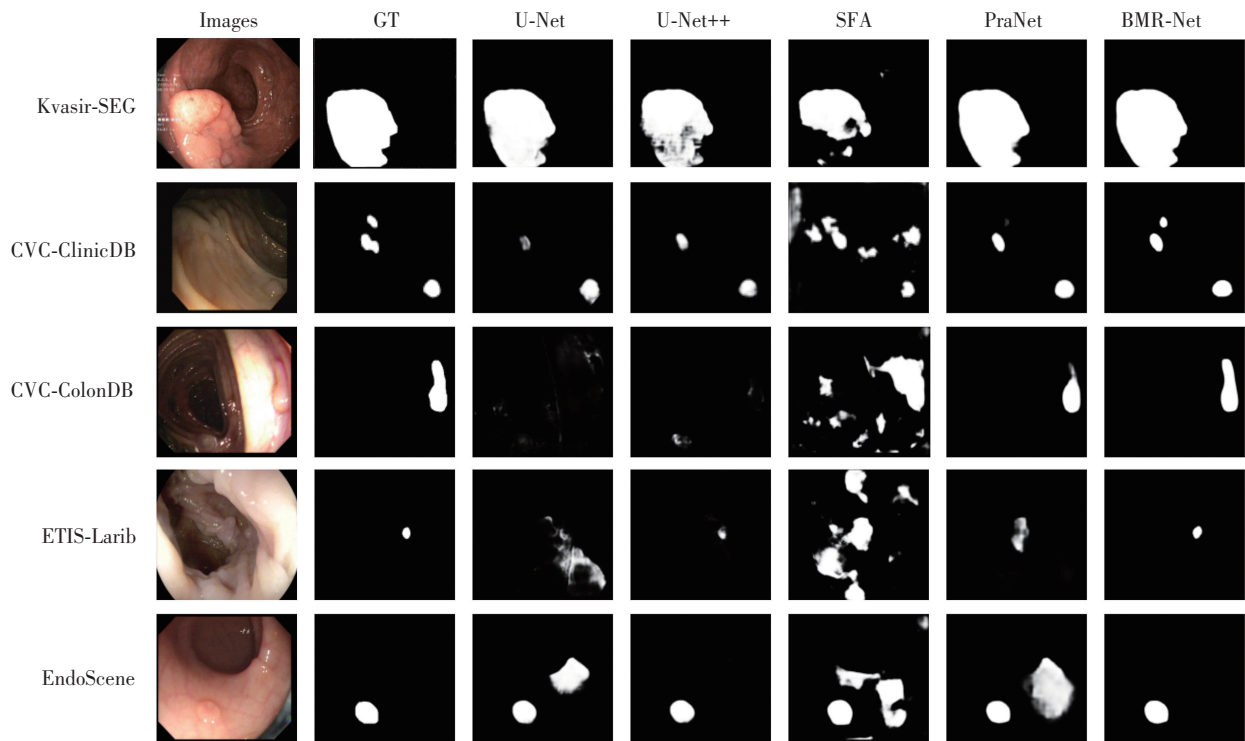 Images GT U-Net U-Net++ SFA PraNet BMR-Net
Kvasir-SEG
CVC-ClinicDB
CVC-ColonDB
ETIS-Larib
EndoScene